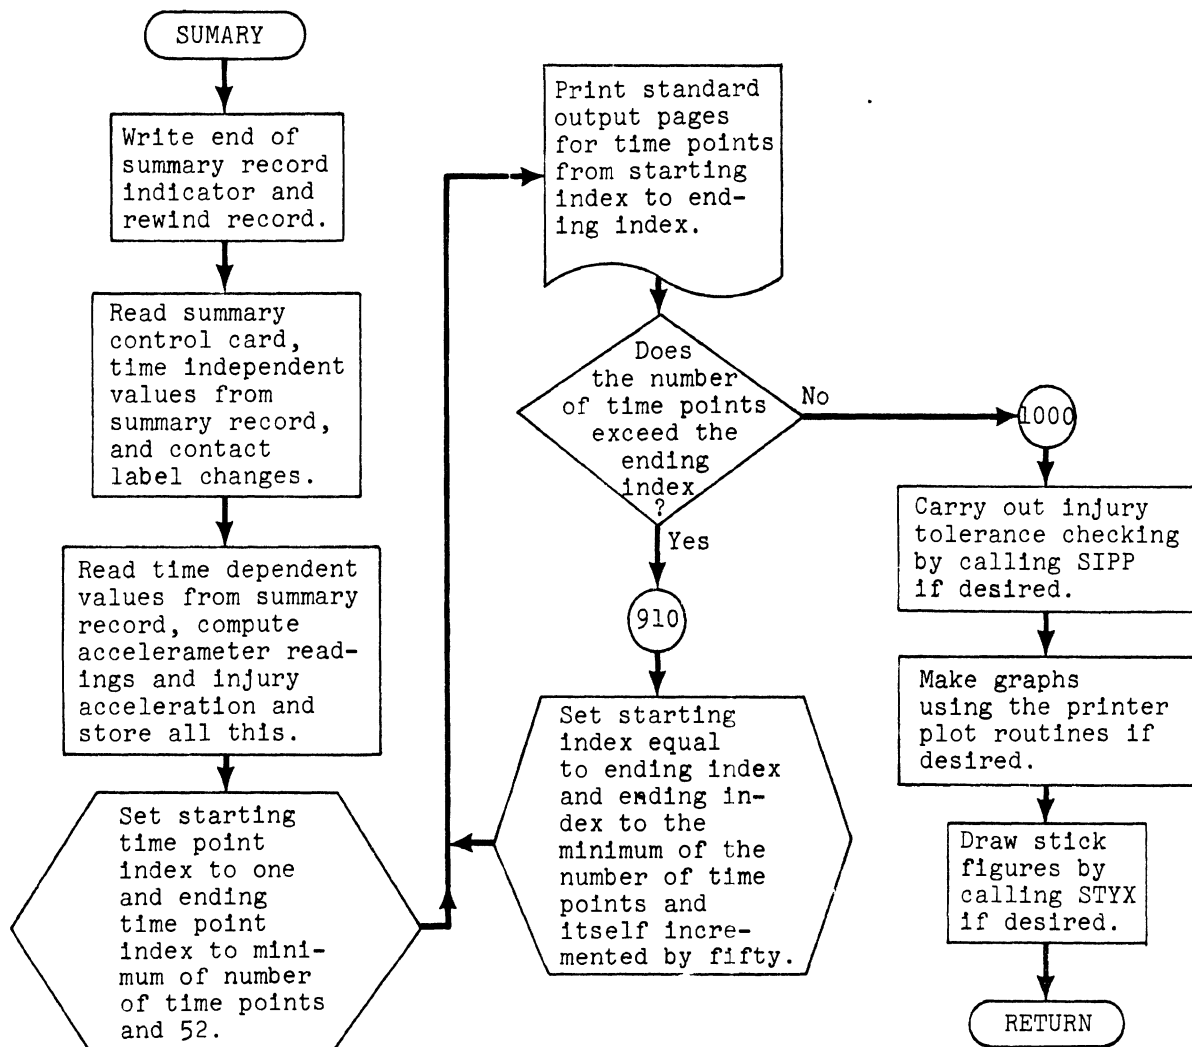 SUMARY
Write end of
summary record
indicator and
rewind record.
Read summary
control card,
time independent
values from
summary record,
and contact
label changes.
Read time dependent
values from summary
record, compute
accelerameter read-
ings and injury
acceleration and
store all this.
Set starting
time point
index to one
and ending
time point
index to mini-
mum of number
of time points
and 52.
Print standard
output pages
for time points
from starting
index to end-
ing index.
Does
the number
of time points
exceed the
ending
index
?
No
Yes
910
Set starting
index equal
to ending index
and ending in-
dex to the
minimum of the
number of time
points and
itself incre-
mented by fifty.
1000
Carry out injury
tolerance checking
by calling SIPP
if desired.
Make graphs
using the printer
plot routines if
desired.
Draw stick
figures by
calling STYX
if desired.
RETURN